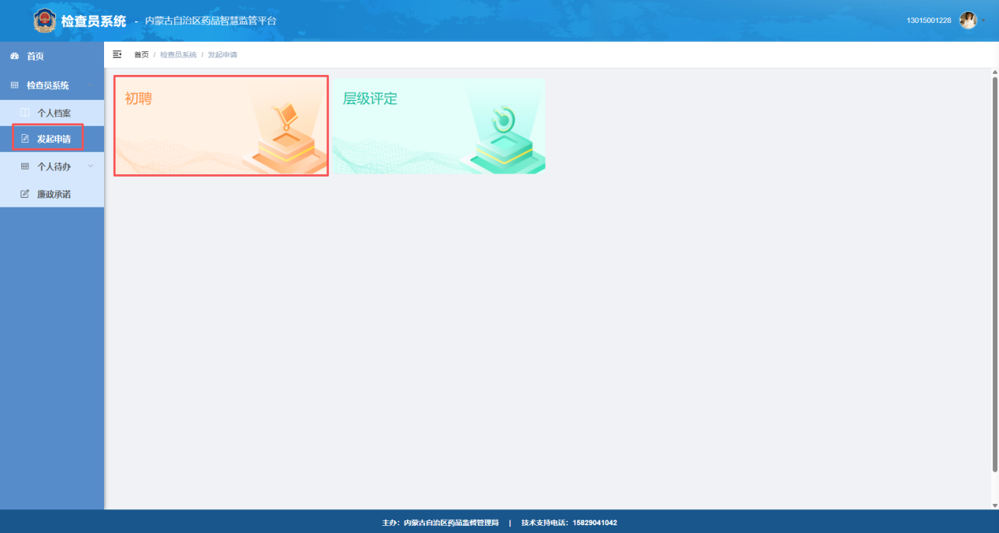 检查员系统 - 内蒙古自治区药品智慧监管平台
13015001228
首页
检查员系统
个人档案
发起申请
个人待办
廉政承诺
首页 / 检查员系统 / 发起申请
初聘
层级评定
主办：内蒙古自治区药品监督管理局 | 技术支持电话：15829041042